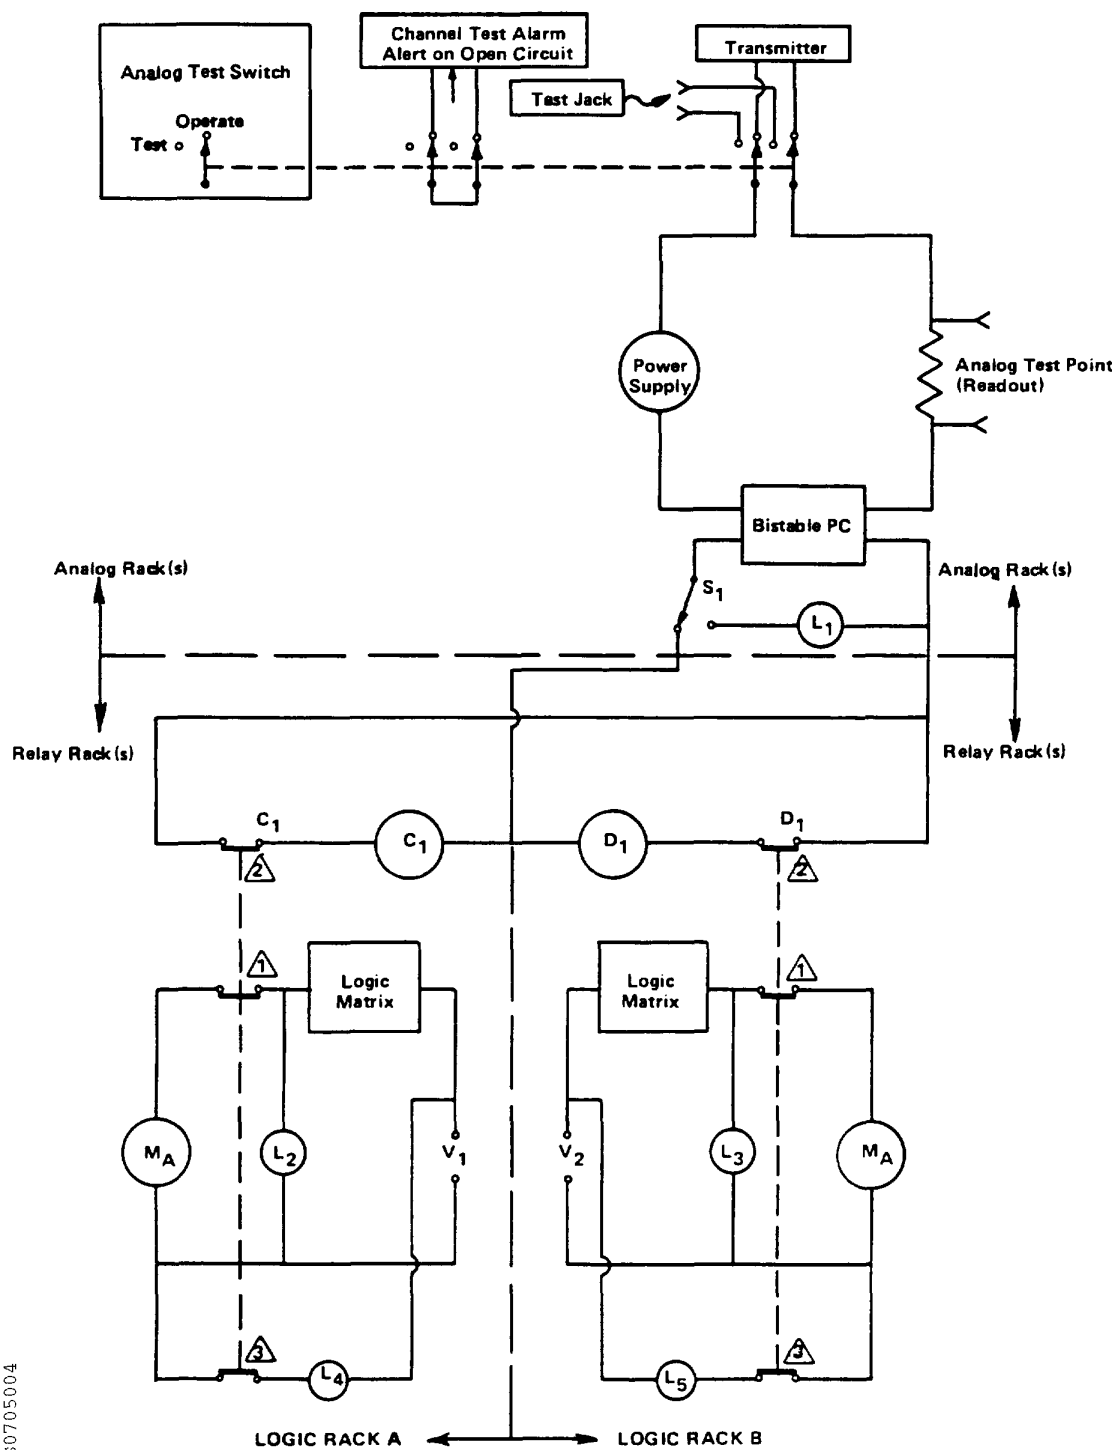 Channel Test Alarm
Alert on Open Circuit
Transmitter
Analog Test Switch
Test Jack
Operate
Test
Power
Supply
Analog Test Point
(Readout)
Bistable PC
Analog Rack(s)
Analog Rack(s)
S1
L1
Relay Rack(s)
Relay Rack(s)
C1
D1
C1
D1
2
2
1
1
Logic
Matrix
Logic
Matrix
MA
L2
V1
V2
L3
MA
3
3
L4
L5
LOGIC RACK A
LOGIC RACK B
60705004